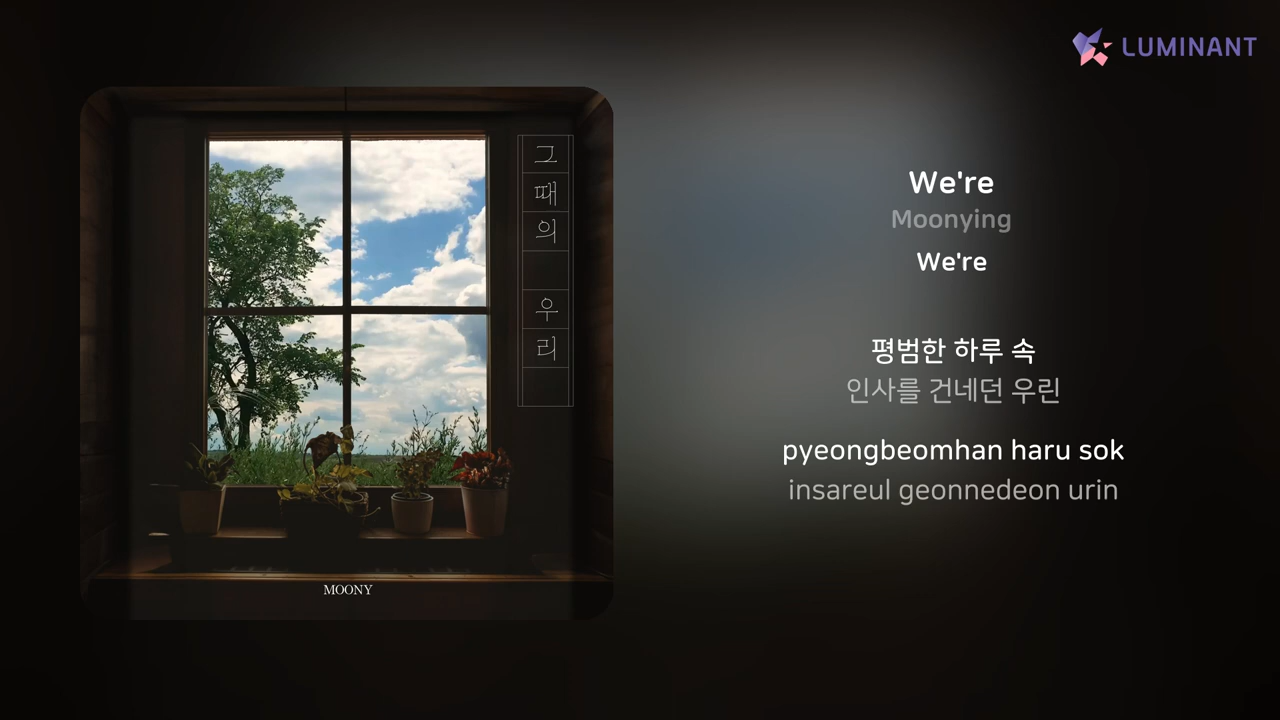 LUMINANT
그때의 우리
MOONY
We're
Moonying
We're
평범한 하루 속
인사를 건네던 우린
pyeongbeomhan haru sok
insareul geonnedeon urin